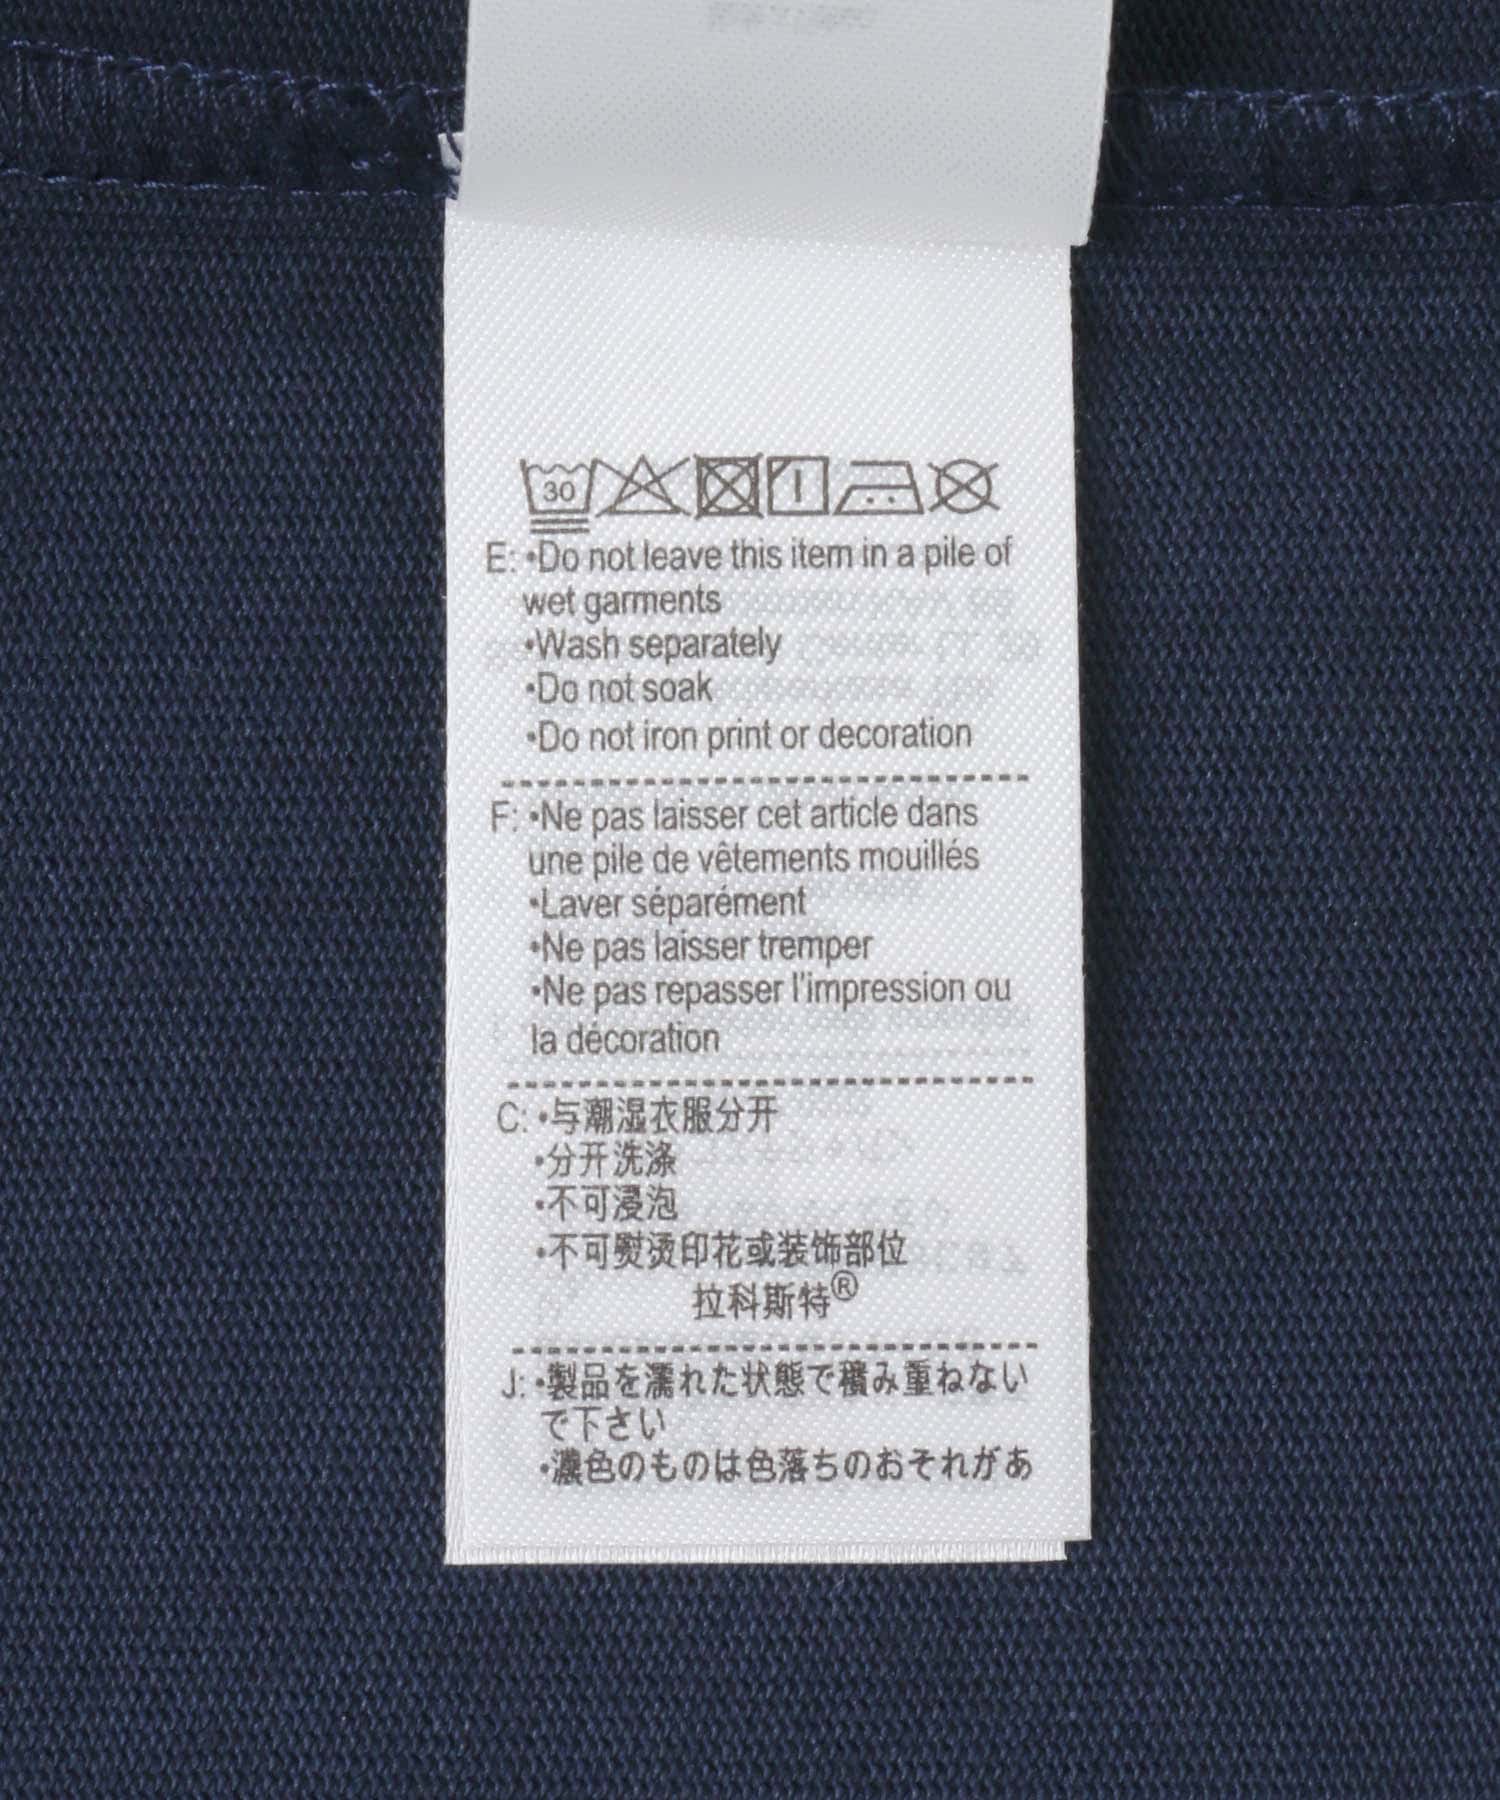 30
E: •Do not leave this item in a pile of
wet garments
•Wash separately
•Do not soak
•Do not iron print or decoration
F: •Ne pas laisser cet article dans
une pile de vêtements mouillés
•Laver séparément
•Ne pas laisser tremper
•Ne pas repasser l'impression ou
la décoration
C: •与潮湿衣服分开
•分开洗涤
•不可浸泡
•不可熨烫印花或装饰部位
拉科斯特®
J: •製品を濡れた状態で積み重ねない
で下さい
•濃色のものは色落ちのおそれがあ